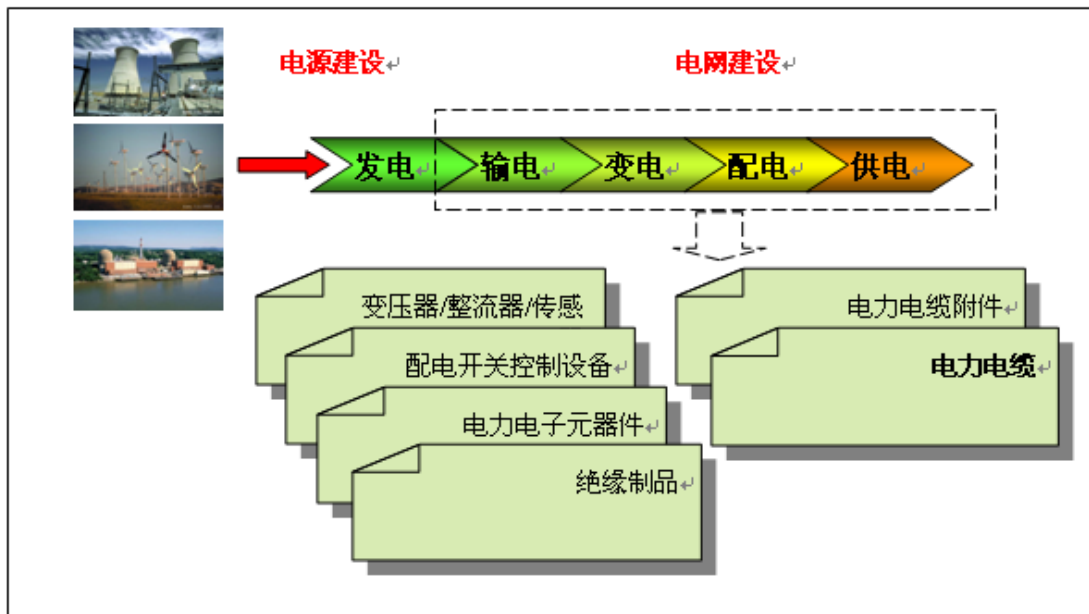 电源建设
电网建设
发电
输电
变电
配电
供电
变压器/整流器/传感
配电开关控制设备
电力电子元器件
绝缘制品
电力电缆附件
电力电缆